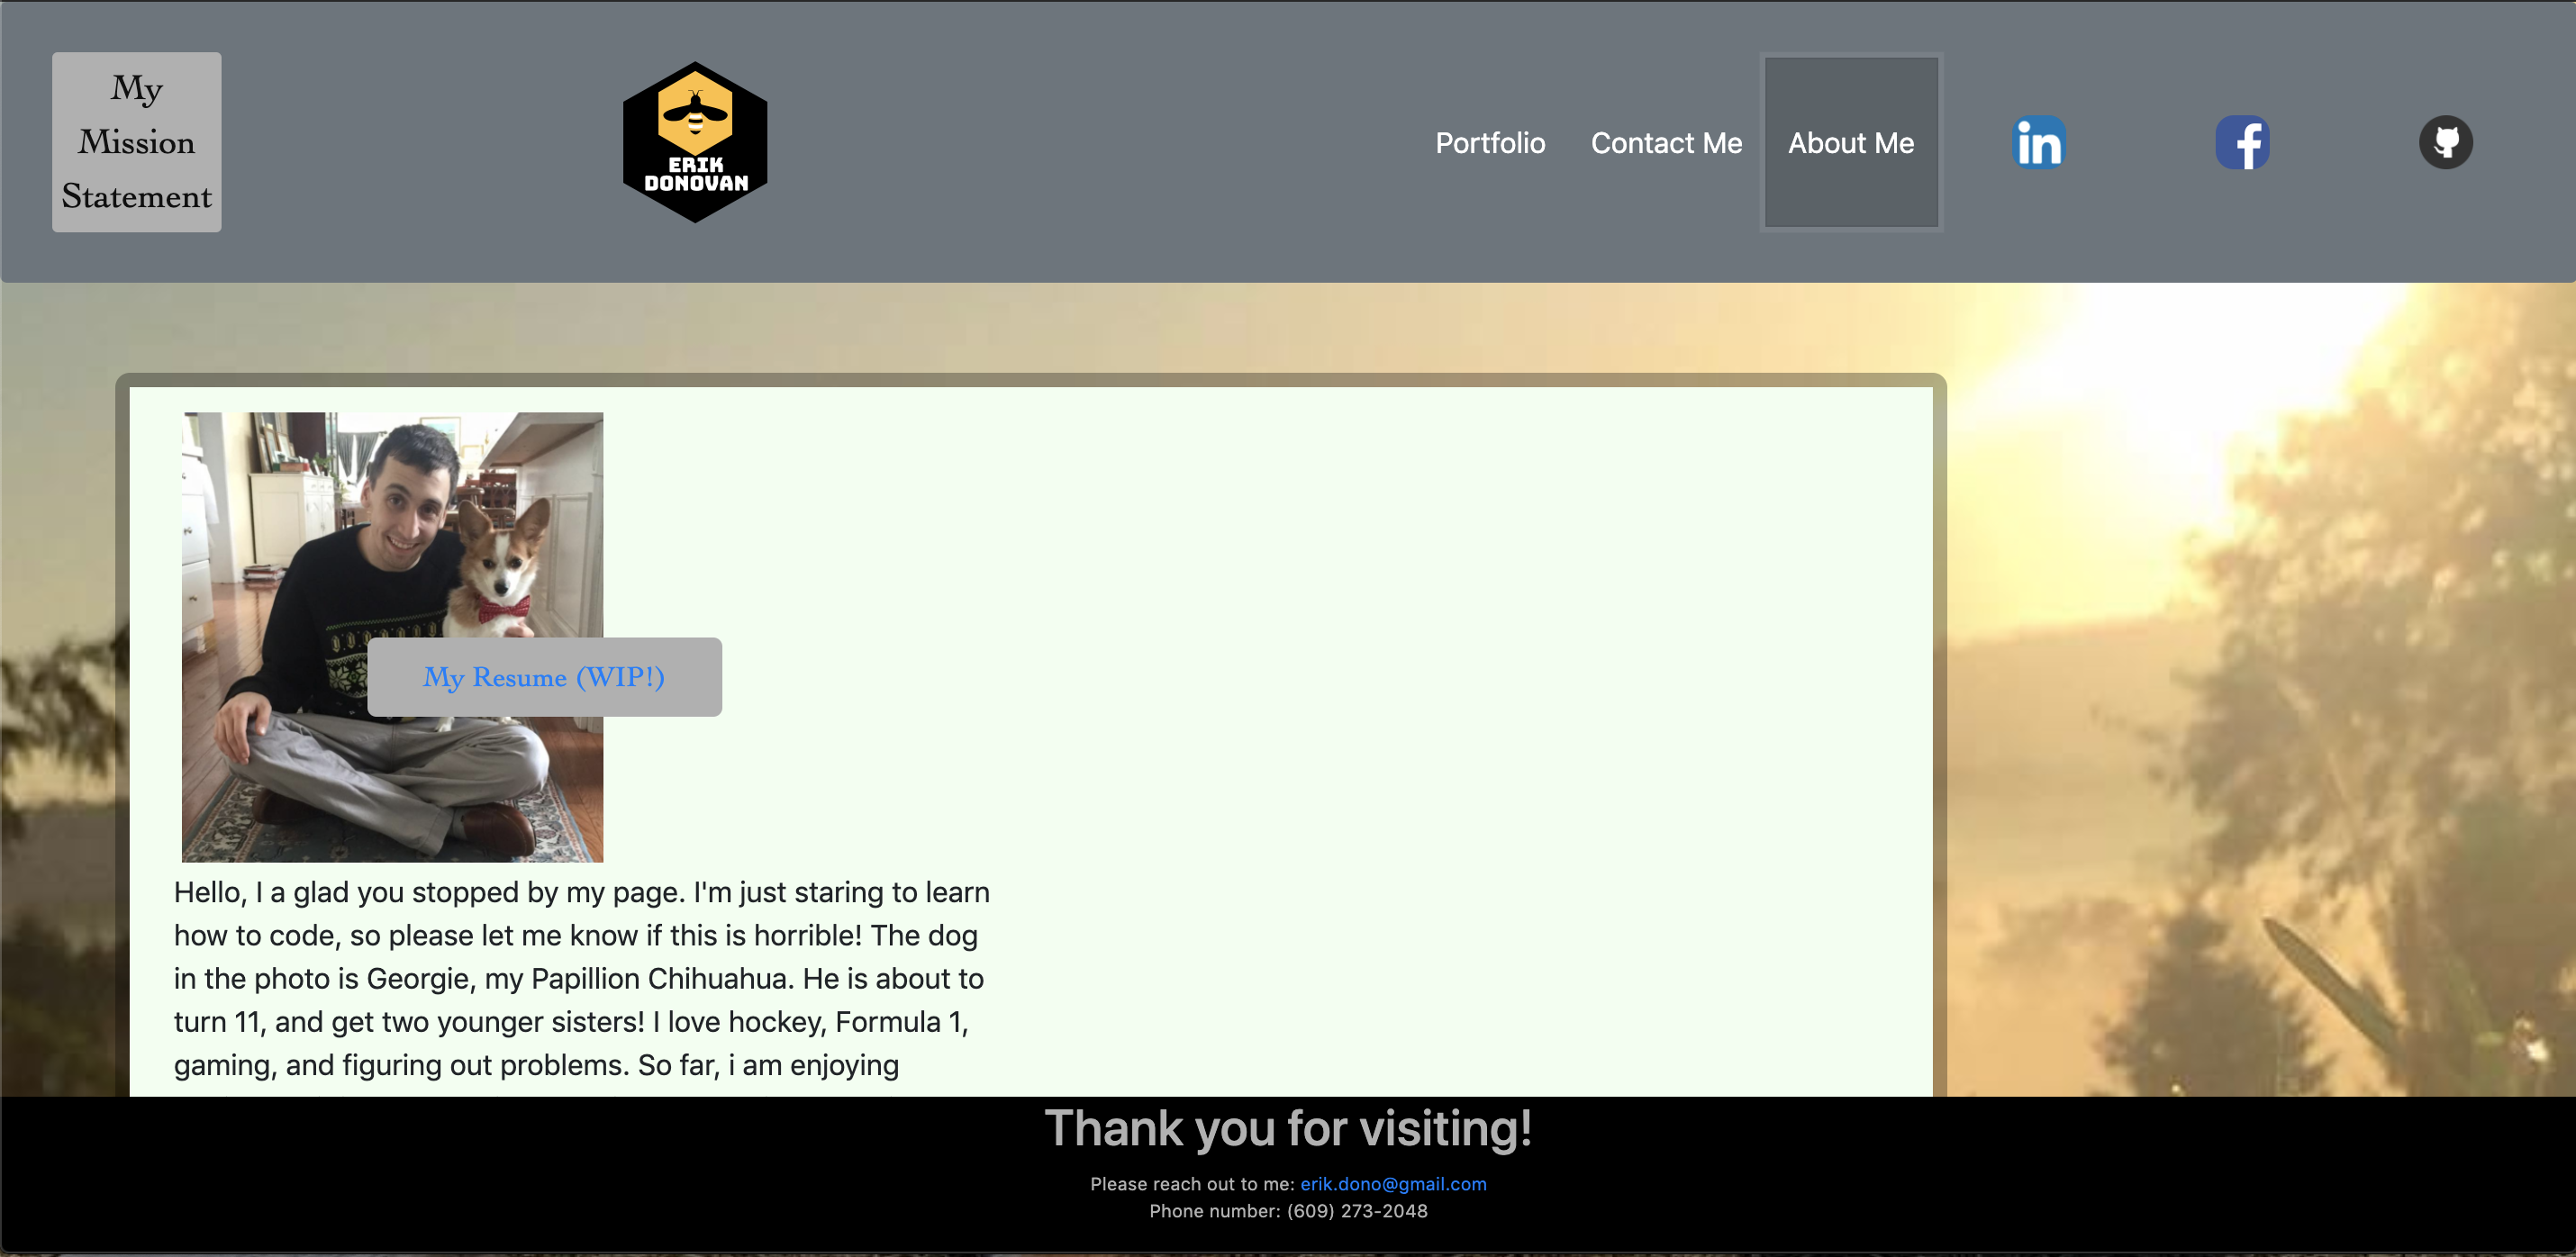 My
Mission
Statement
ERIK
DONOVAN
Portfolio
Contact Me
About Me
in
f
My Resume (WIP!)
Hello, I a glad you stopped by my page. I'm just staring to learn
how to code, so please let me know if this is horrible! The dog
in the photo is Georgie, my Papillion Chihuahua. He is about to
turn 11, and get two younger sisters! I love hockey, Formula 1,
gaming, and figuring out problems. So far, i am enjoying
Thank you for visiting!
Please reach out to me: erik.dono@gmail.com
Phone number: (609) 273-2048